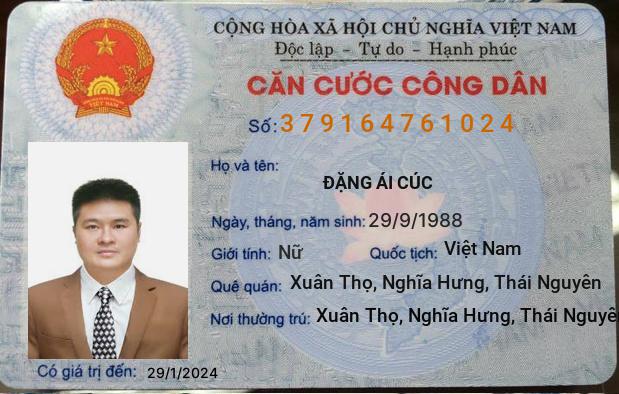 CỘNG HÒA XÃ HỘI CHỦ NGHĨA VIỆT NAM
Độc lập - Tự do - Hạnh phúc
CĂN CƯỚC CÔNG DÂN
Số: 379164761024
Họ và tên:
ĐẶNG ÁI CÚC
Ngày, tháng, năm sinh: 29/9/1988
Giới tính: Nữ Quốc tịch: Việt Nam
Quê quán: Xuân Thọ, Nghĩa Hưng, Thái Nguyên
Nơi thường trú: Xuân Thọ, Nghĩa Hưng, Thái Nguyê
Có giá trị đến: 29/1/2024
VIỆT NAM